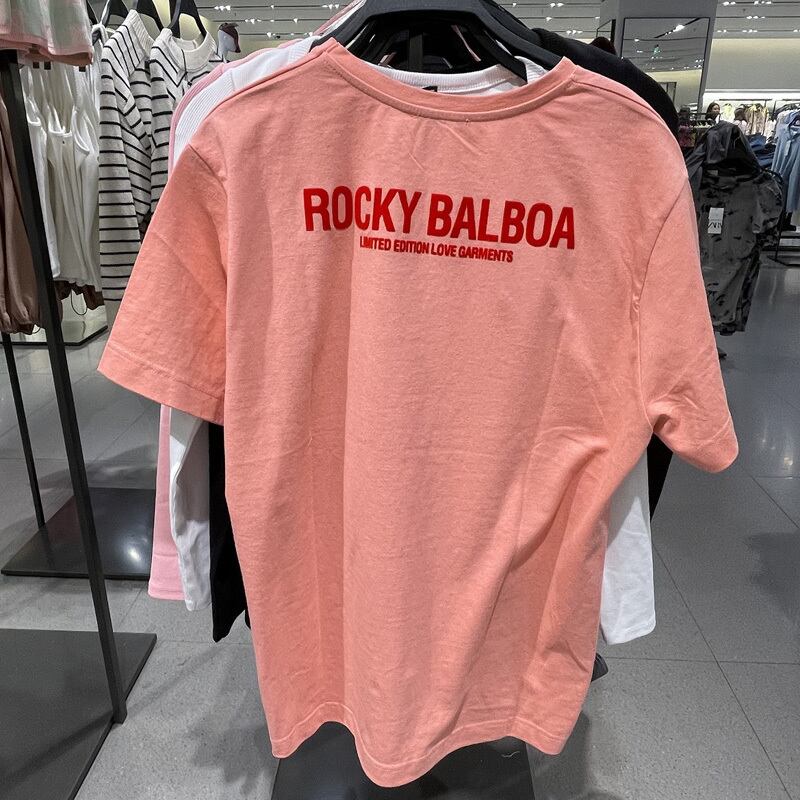 ROCKY BALBOA
LIMITED EDITION LOVE GARMENTS